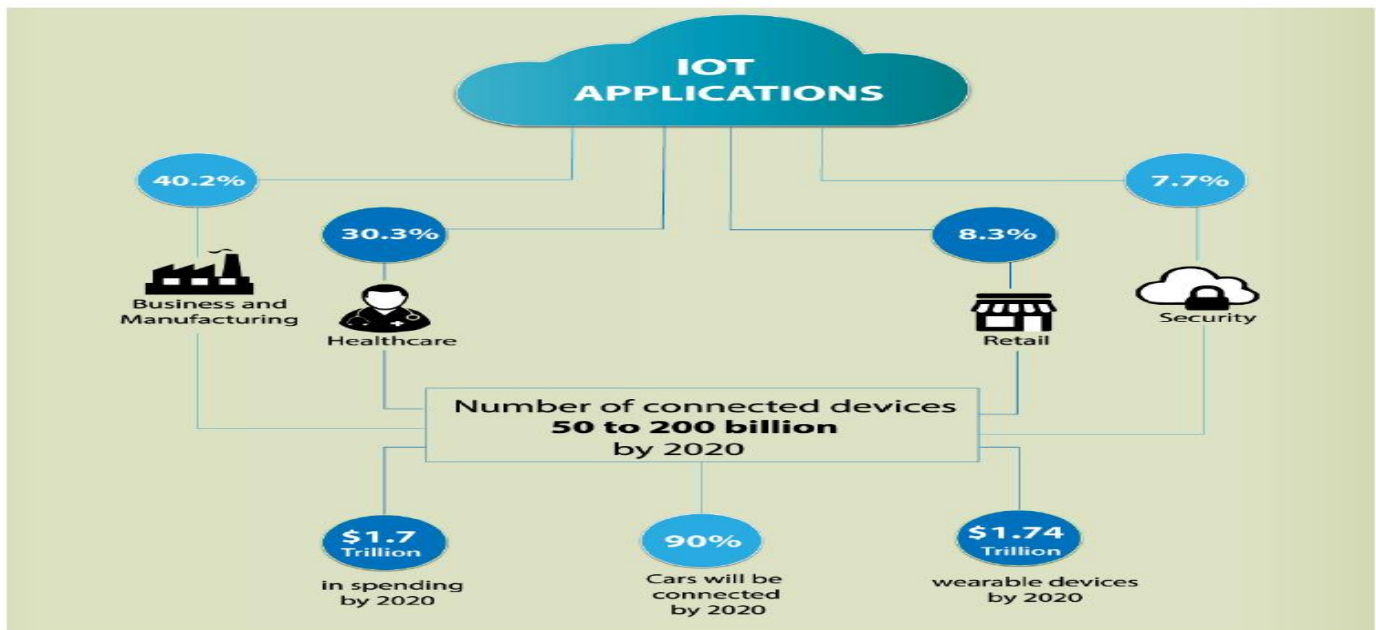 IOT
APPLICATIONS
40.2%
7.7%
30.3%
8.3%
Business and
Manufacturing
Healthcare
Retail
Security
Number of connected devices
50 to 200 billion
by 2020
$1.7
Trillion
in spending
by 2020
90%
Cars will be
connected
by 2020
$1.74
Trillion
wearable devices
by 2020